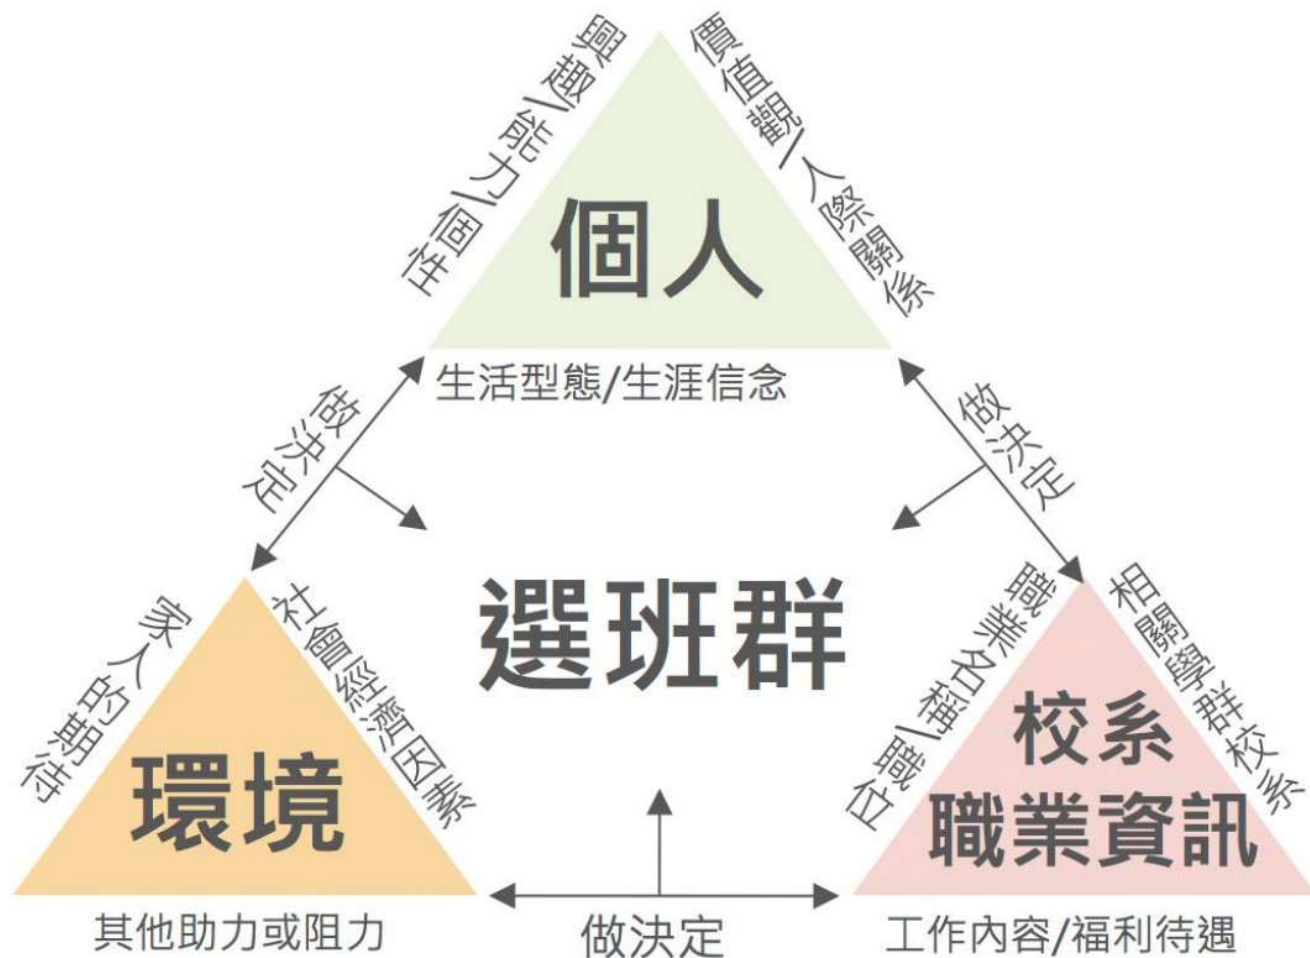 興趣/能力/個性
價值觀/人際關係
個人
生活型態/生涯信念
做決定
做決定
選班群
家人的期待
社會經濟因素
環境
其他助力或阻力
職業名稱/職位
相關學群校系
校系
職業資訊
工作內容/福利待遇
做決定